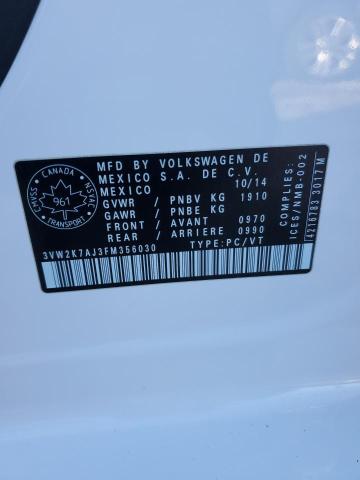 CANADA
CMVSS
NSVAC
961
TRANSPORT
MFD BY VOLKSWAGEN DE
MEXICO S.A. DE C.V.
MEXICO 10/14
GVWR / PNBV KG 1910
GAWR / PNBE KG
FRONT / AVANT 0970
REAR / ARRIERE 0990
3VW2K7AJ3FM356030 TYPE:PC/VT
COMPLIES:
ICES/NMB-002
14216783 3017 M